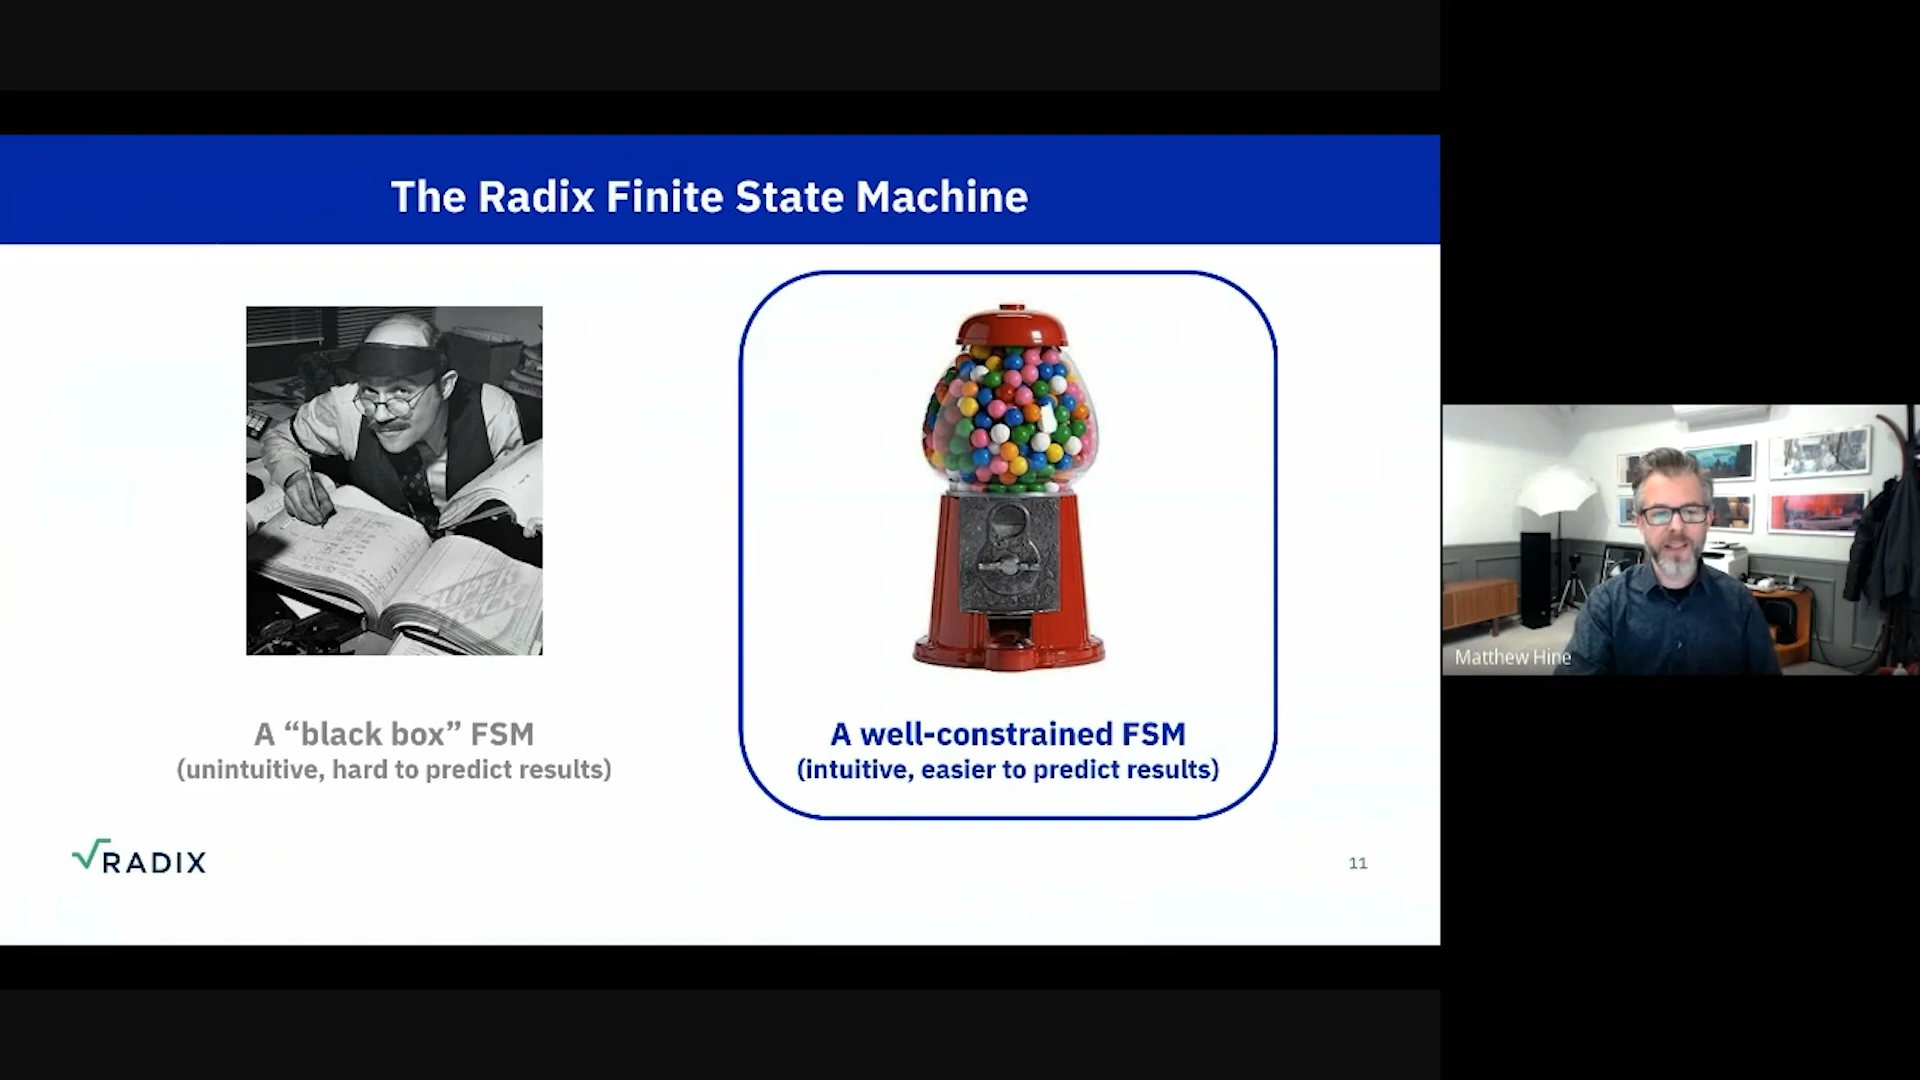 The Radix Finite State Machine
A “black box” FSM
(unintuitive, hard to predict results)
A well-constrained FSM
(intuitive, easier to predict results)
RADIX
11
Matthew Hine